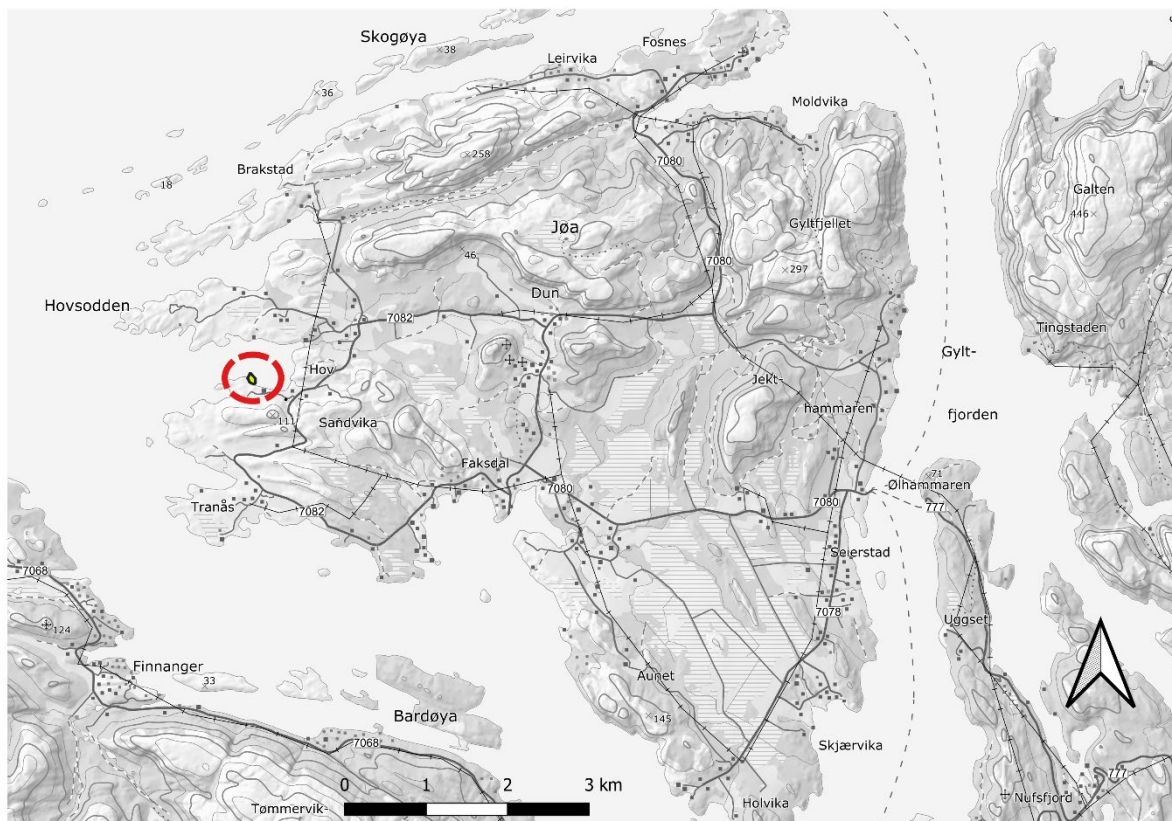 Skogøya
38
Fosnes
Leirvika
36
Moldvika
258
7080
Brakstad
18
Galten
446
Jøa
Gyltfjellet
46
7080
297
Dun
Hovsodden
7082
Tingstaden
Gylt-
Hov
Jekt-
fjorden
111
Sandvika
hammaren
Faksdal
71
Ølhammaren
7080
7080
777
Tranås
7082
Seierstad
7068
7078
124
Uggset
Finnanger
33
Aunet
Bardøya
145
7068
Skjærvika
0 1 2 3 km
777
Tømmervik-
Holvika
Nufsfjord